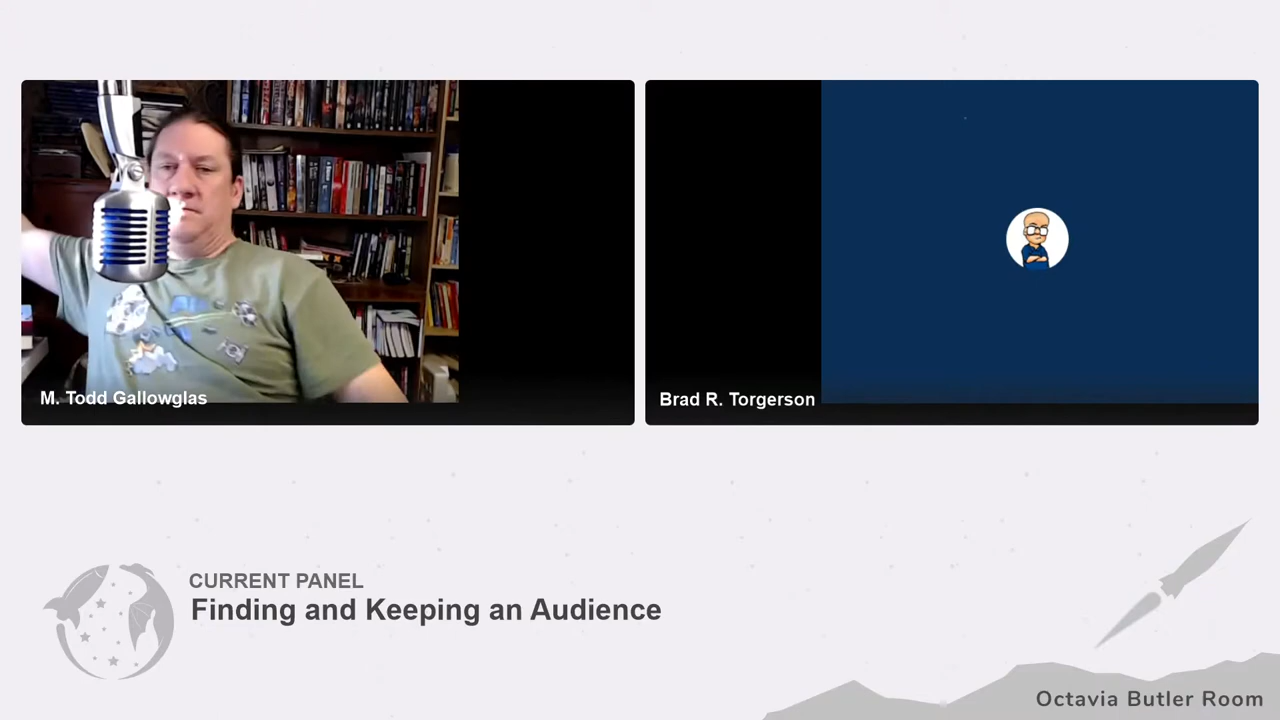 M. Todd Gallowglas
Brad R. Torgerson
CURRENT PANEL
Finding and Keeping an Audience
Octavia Butler Room